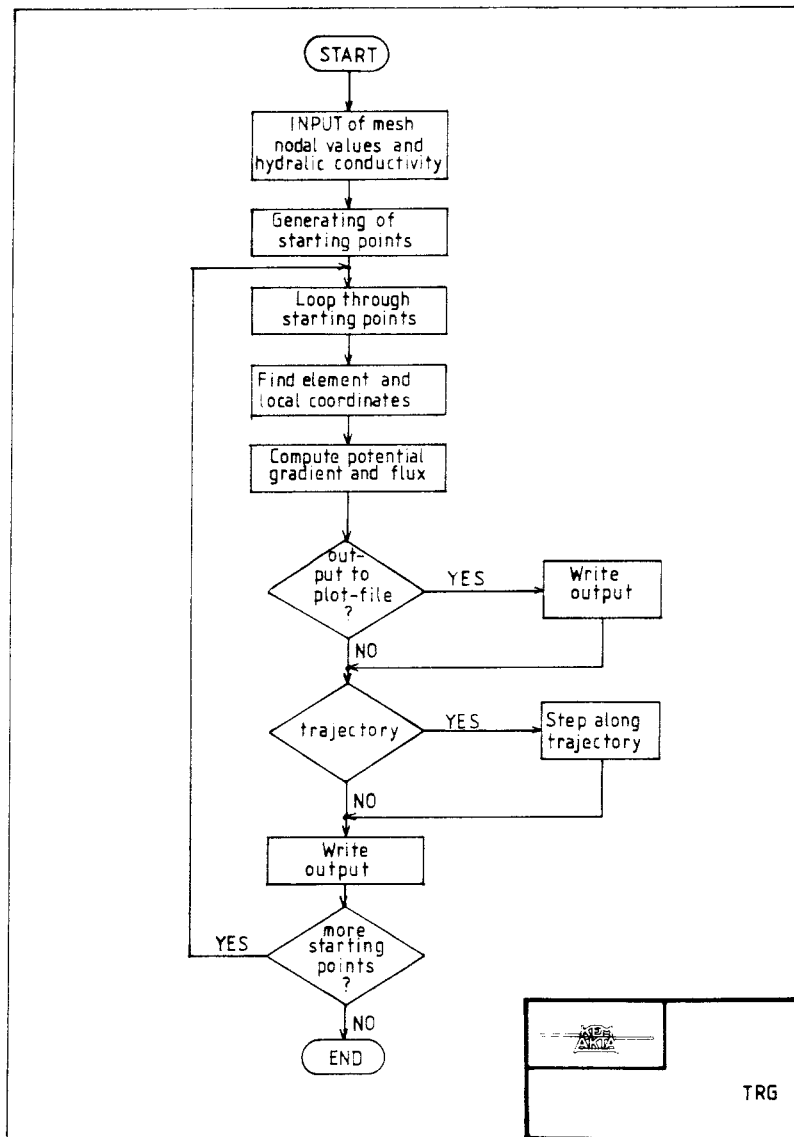 START
INPUT of mesh
nodal values and
hydralic conductivity
Generating of
starting points
Loop through
starting points
Find element and
local coordinates
Compute potential
gradient and flux
out-
put to
plot-file
?
YES
Write
output
NO
trajectory
YES
Step along
trajectory
NO
Write
output
more
starting
points
?
YES
NO
END
TRG